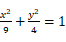 x²/9 + y²/4 = 1